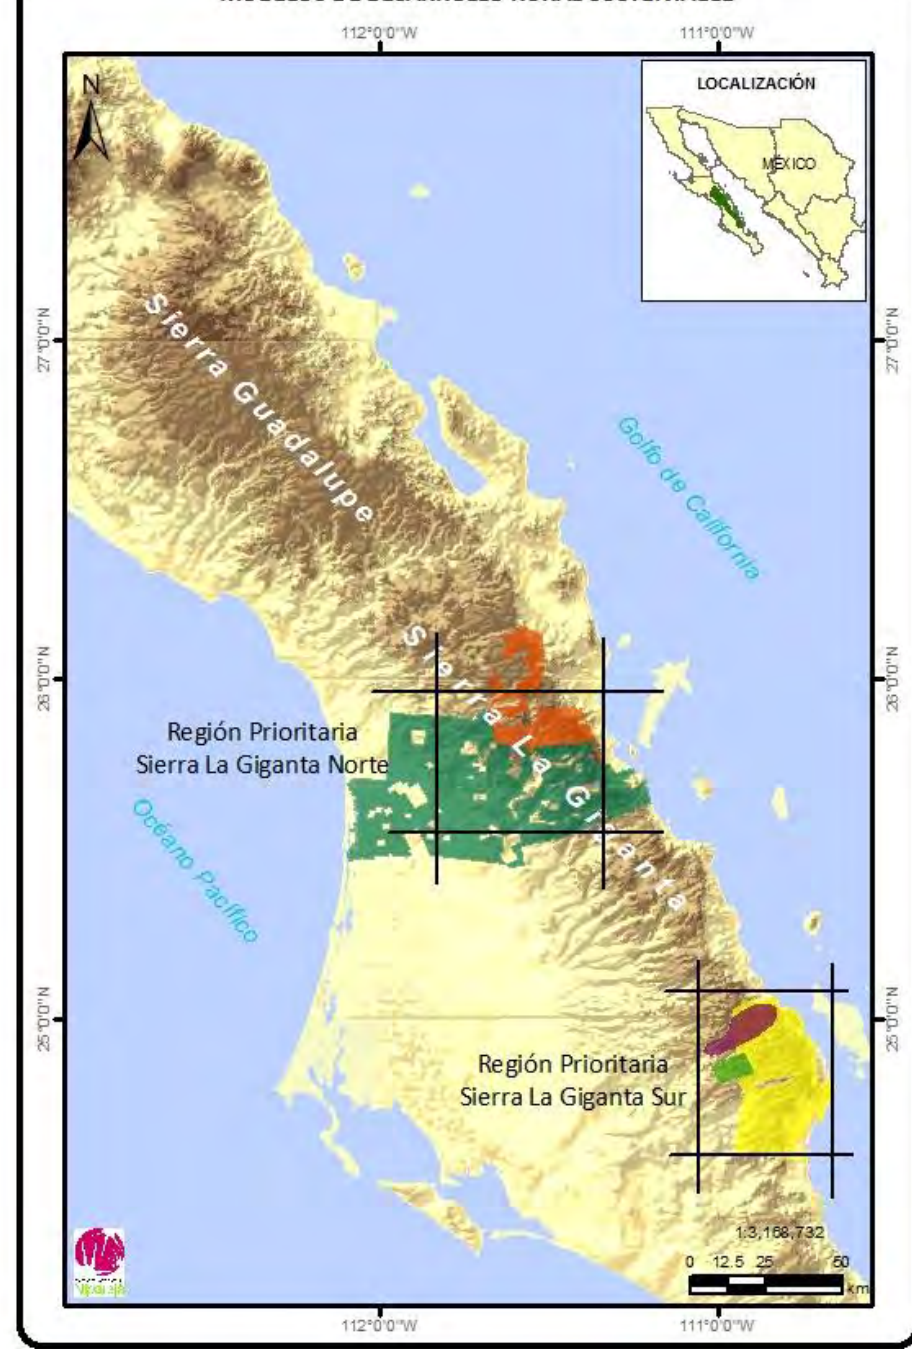 112°0'0"W
111°0'0"W
N
LOCALIZACIÓN
MÉXICO
27°0'0"N
27°0'0"N
Sierra Guadalupe
Golfo de California
26°0'0"N
26°0'0"N
Sierra La Giganta
Región Prioritaria
Sierra La Giganta Norte
Océano Pacífico
25°0'0"N
25°0'0"N
Región Prioritaria
Sierra La Giganta Sur
1:3,168,732
0 12.5 25 50
km
112°0'0"W
111°0'0"W